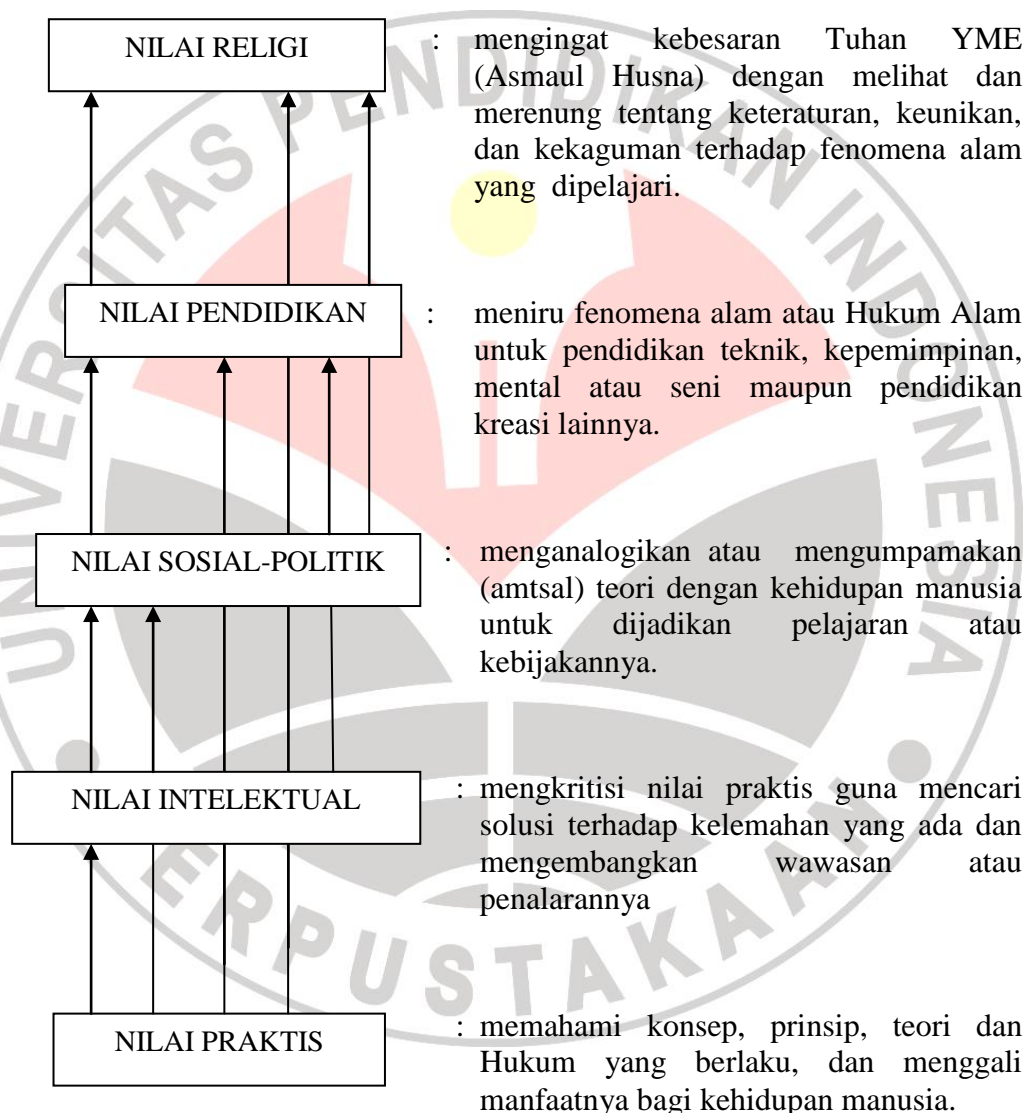 NILAI RELIGI
: mengingat kebesaran Tuhan YME
(Asmaul Husna) dengan melihat dan
merenung tentang keteraturan, keunikan,
dan kekaguman terhadap fenomena alam
yang dipelajari.
NILAI PENDIDIKAN
: meniru fenomena alam atau Hukum Alam
untuk pendidikan teknik, kepemimpinan,
mental atau seni maupun pendidikan
kreasi lainnya.
NILAI SOSIAL-POLITIK
: menganalogikan atau mengumpamakan
(amtsal) teori dengan kehidupan manusia
untuk dijadikan pelajaran atau
kebijakannya.
NILAI INTELEKTUAL
: mengkritisi nilai praktis guna mencari
solusi terhadap kelemahan yang ada dan
mengembangkan wawasan atau
penalarannya
NILAI PRAKTIS
: memahami konsep, prinsip, teori dan
Hukum yang berlaku, dan menggali
manfaatnya bagi kehidupan manusia.
UNIVERSITAS PENDIDIKAN INDONESIA
PERPUSTAKAAN